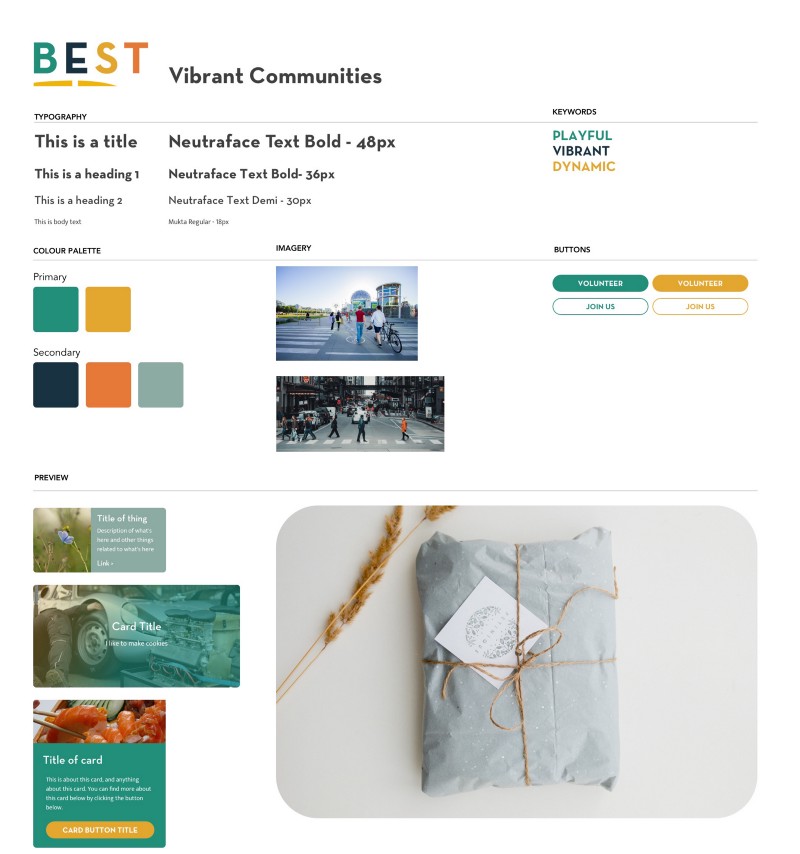 BEST
Vibrant Communities
TYPOGRAPHY
KEYWORDS
This is a title
Neutraface Text Bold - 48px
PLAYFUL
VIBRANT
DYNAMIC
This is a heading 1
Neutraface Text Bold- 36px
This is a heading 2
Neutraface Text Demi - 30px
This is body text
Mukta Regular - 18px
COLOUR PALETTE
IMAGERY
BUTTONS
Primary
VOLUNTEER
VOLUNTEER
JOIN US
JOIN US
Secondary
PREVIEW
Title of thing
Description of what's
here and other things
related to what's here
Link »
Card Title
I like to make cookies
Title of card
This is about this card, and anything
about this card. You can find more about
this card below by clicking the button
below.
CARD BUTTON TITLE